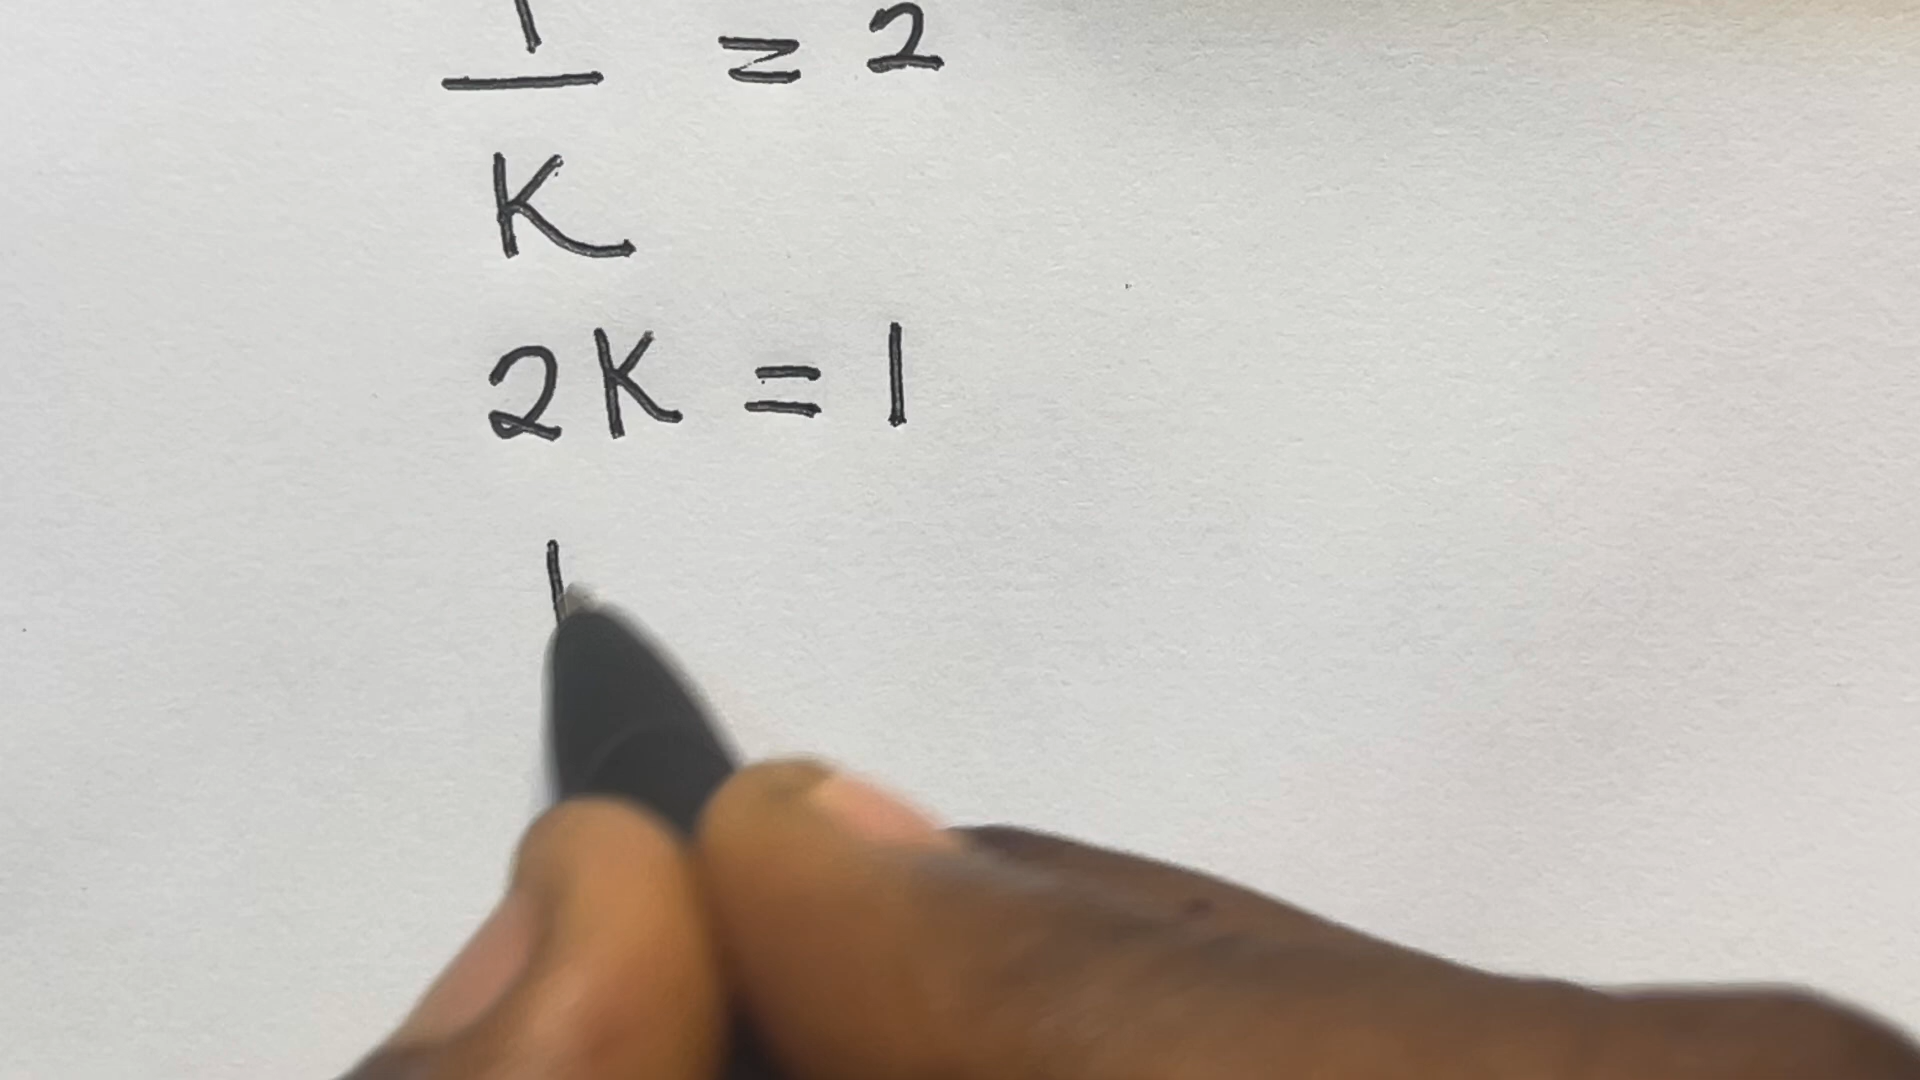 1/K = 2
2K = 1